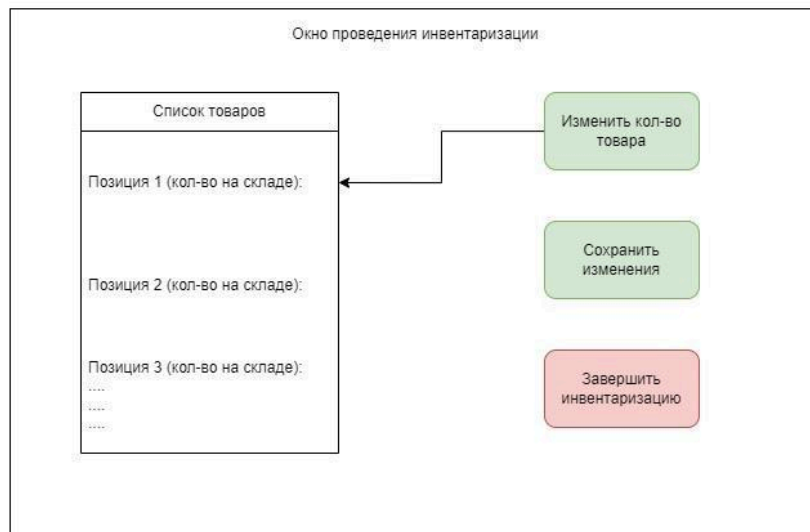 Окно проведения инвентаризации
Список товаров
Позиция 1 (кол-во на складе):
Позиция 2 (кол-во на складе):
Позиция 3 (кол-во на складе):
....
....
....
Изменить кол-во
товара
Сохранить
изменения
Завершить
инвентаризацию